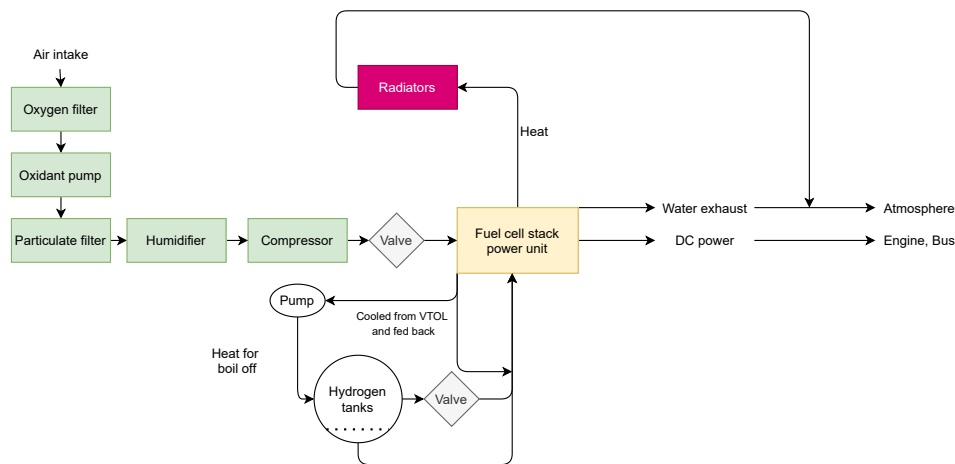 Air intake
Oxygen filter
Oxidant pump
Particulate filter
Humidifier
Compressor
Valve
Fuel cell stack
power unit
Radiators
Heat
Water exhaust
Atmosphere
DC power
Engine, Bus
Pump
Cooled from VTOL
and fed back
Heat for
boil off
Hydrogen
tanks
Valve